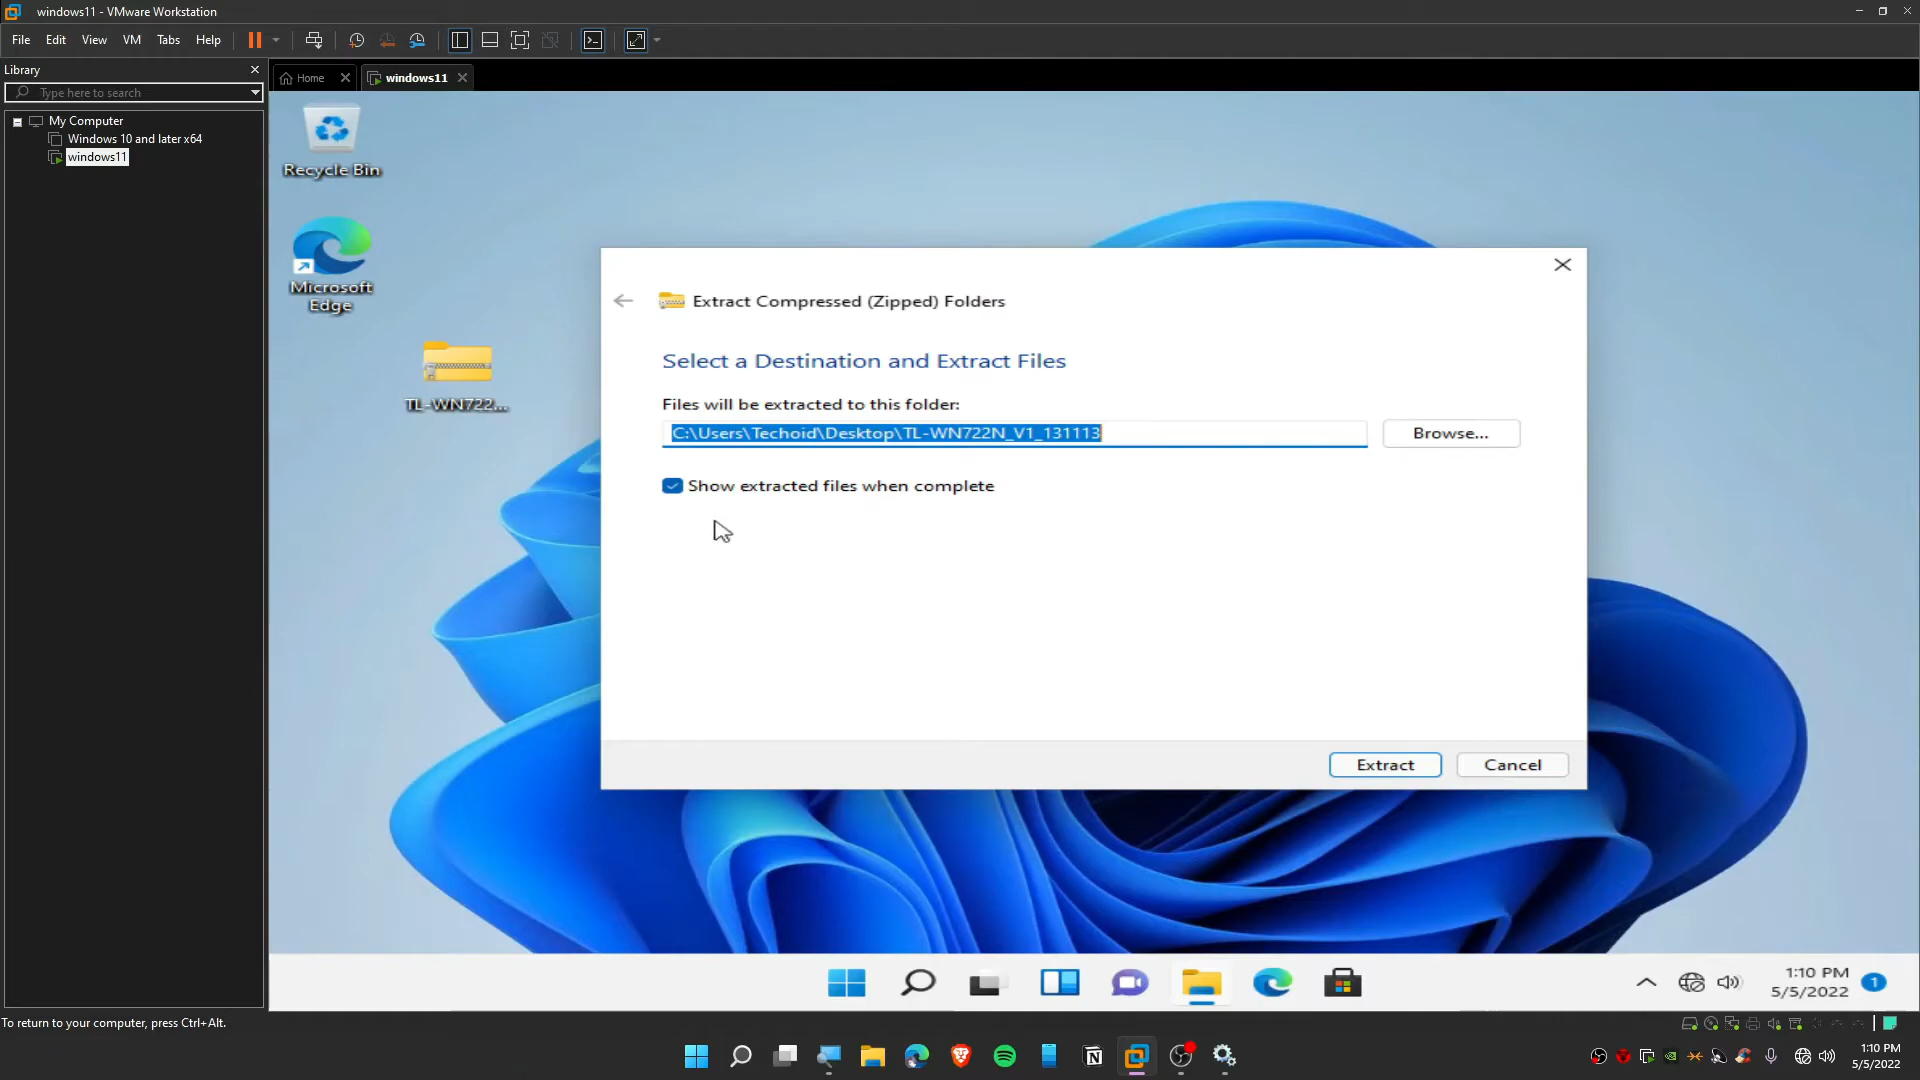 windows11 - VMware Workstation
File Edit View VM Tabs Help
Library
Type here to search
My Computer
Windows 10 and later x64
windows11
Home
windows11
Recycle Bin
Microsoft
Edge
TL-WN722...
Extract Compressed (Zipped) Folders
Select a Destination and Extract Files
Files will be extracted to this folder:
C:\Users\Techoid\Desktop\TL-WN722N_V1_131113
Browse...
Show extracted files when complete
Extract
Cancel
1:10 PM
5/5/2022
1
To return to your computer, press Ctrl+Alt.
1:10 PM
5/5/2022